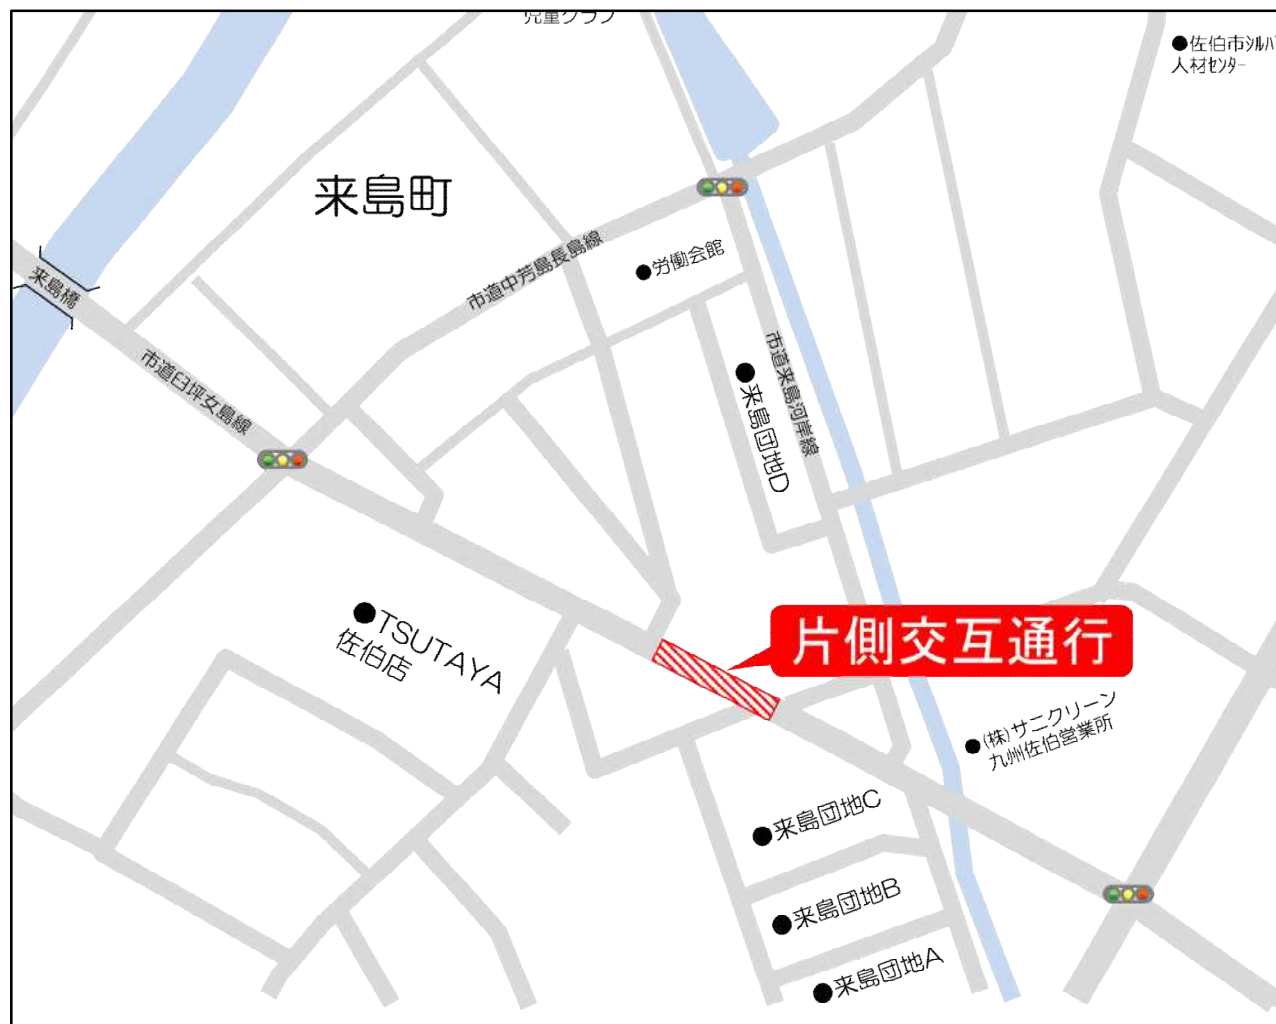 児童クラブ
●佐伯市シルバ
人材センター
来島町
労働会館
市道中芳島長島線
来島橋
市道臼坪女島線
市道来島河岸線
来島団地D
TSUTAYA
佐伯店
片側交互通行
(株)サニクリーン
九州佐伯営業所
来島団地C
来島団地B
来島団地A